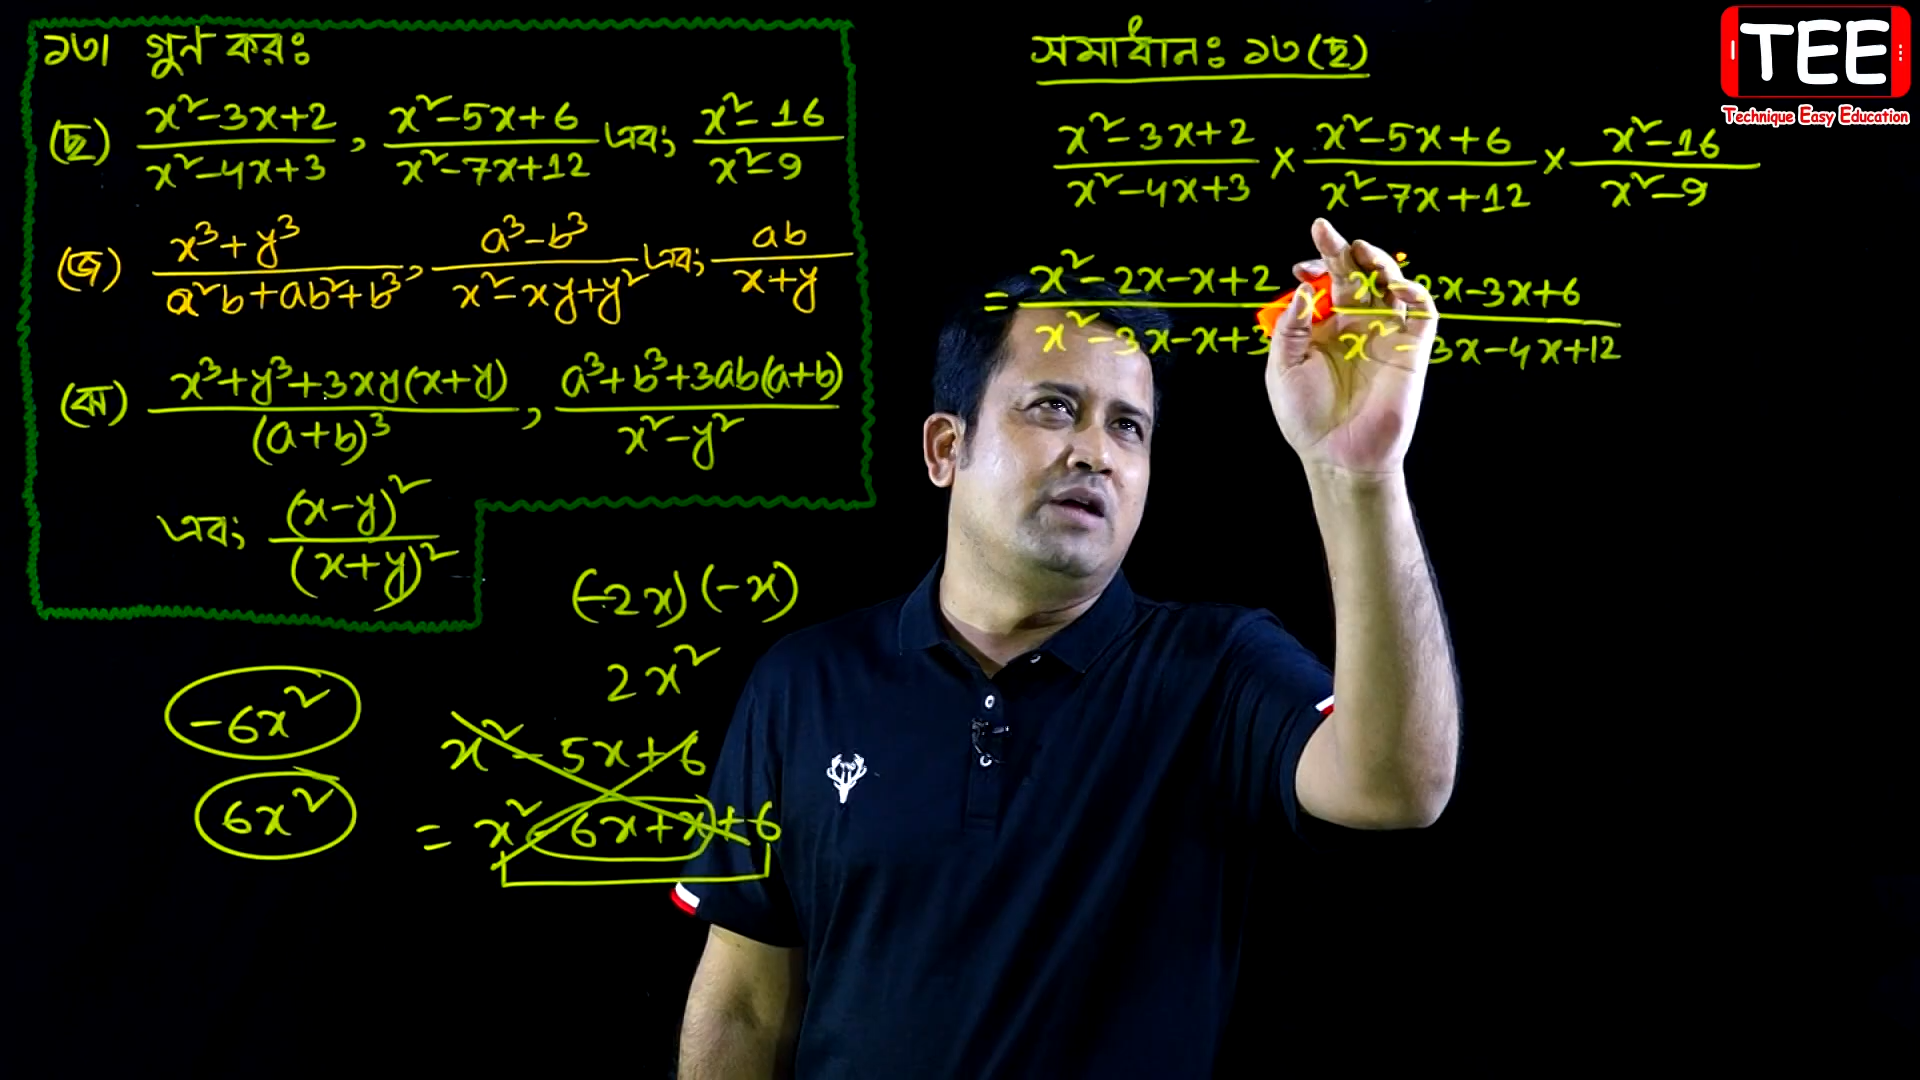 ১৩। গুন করঃ
(ছ) x²-3x+2/x²-4x+3, x²-5x+6/x²-7x+12 এবং x²-16/x²-9
(জ) x³+y³/a²b+ab²+b³, a³-b³/x²-xy+y² এবং ab/x+y
(ঝ) x³+y³+3xy(x+y)/(a+b)³, a³+b³+3ab(a+b)/x²-y²
এবং (x-y)²/(x+y)²
(-2x)(-x)
2x²
-6x²
6x²
x²-5x+6
= x²-6x+x+6
সমাধানঃ ১৩(ছ)
x²-3x+2/x²-4x+3 × x²-5x+6/x²-7x+12 × x²-16/x²-9
= x²-2x-x+2/x²-3x-x+3 × x²-2x-3x+6/x²-3x-4x+12
TEE
Technique Easy Education